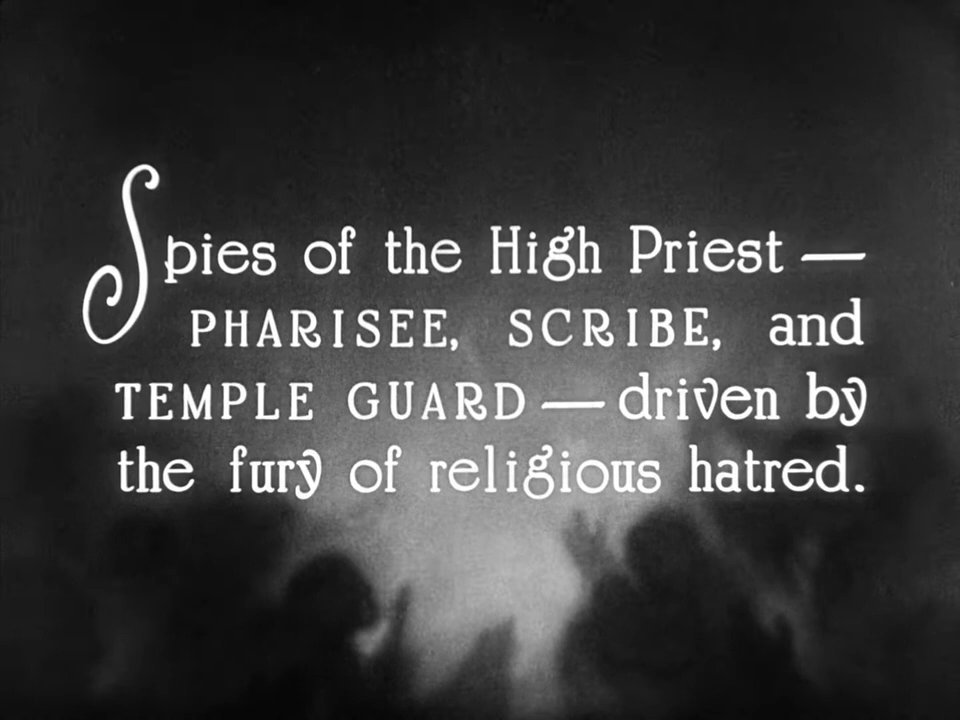 Spies of the High Priest —
PHARISEE, SCRIBE, and
TEMPLE GUARD — driven by
the fury of religious hatred.